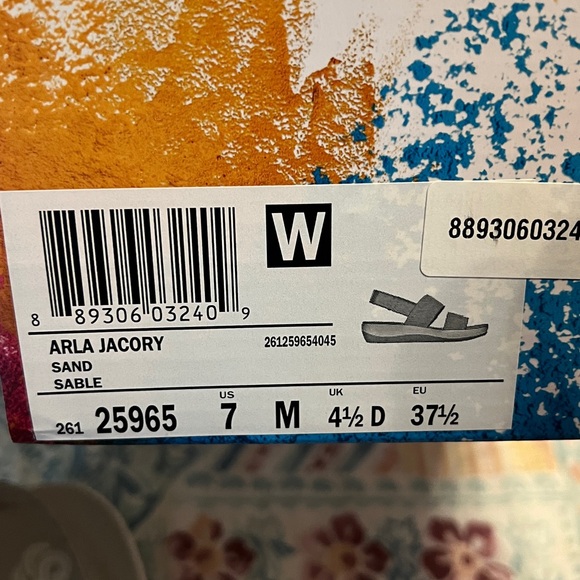 W
8893060324
8 89306 03240 9
ARLA JACORY 261259654045
SAND
SABLE
US UK EU
261 25965 7 M 4½ D 37½